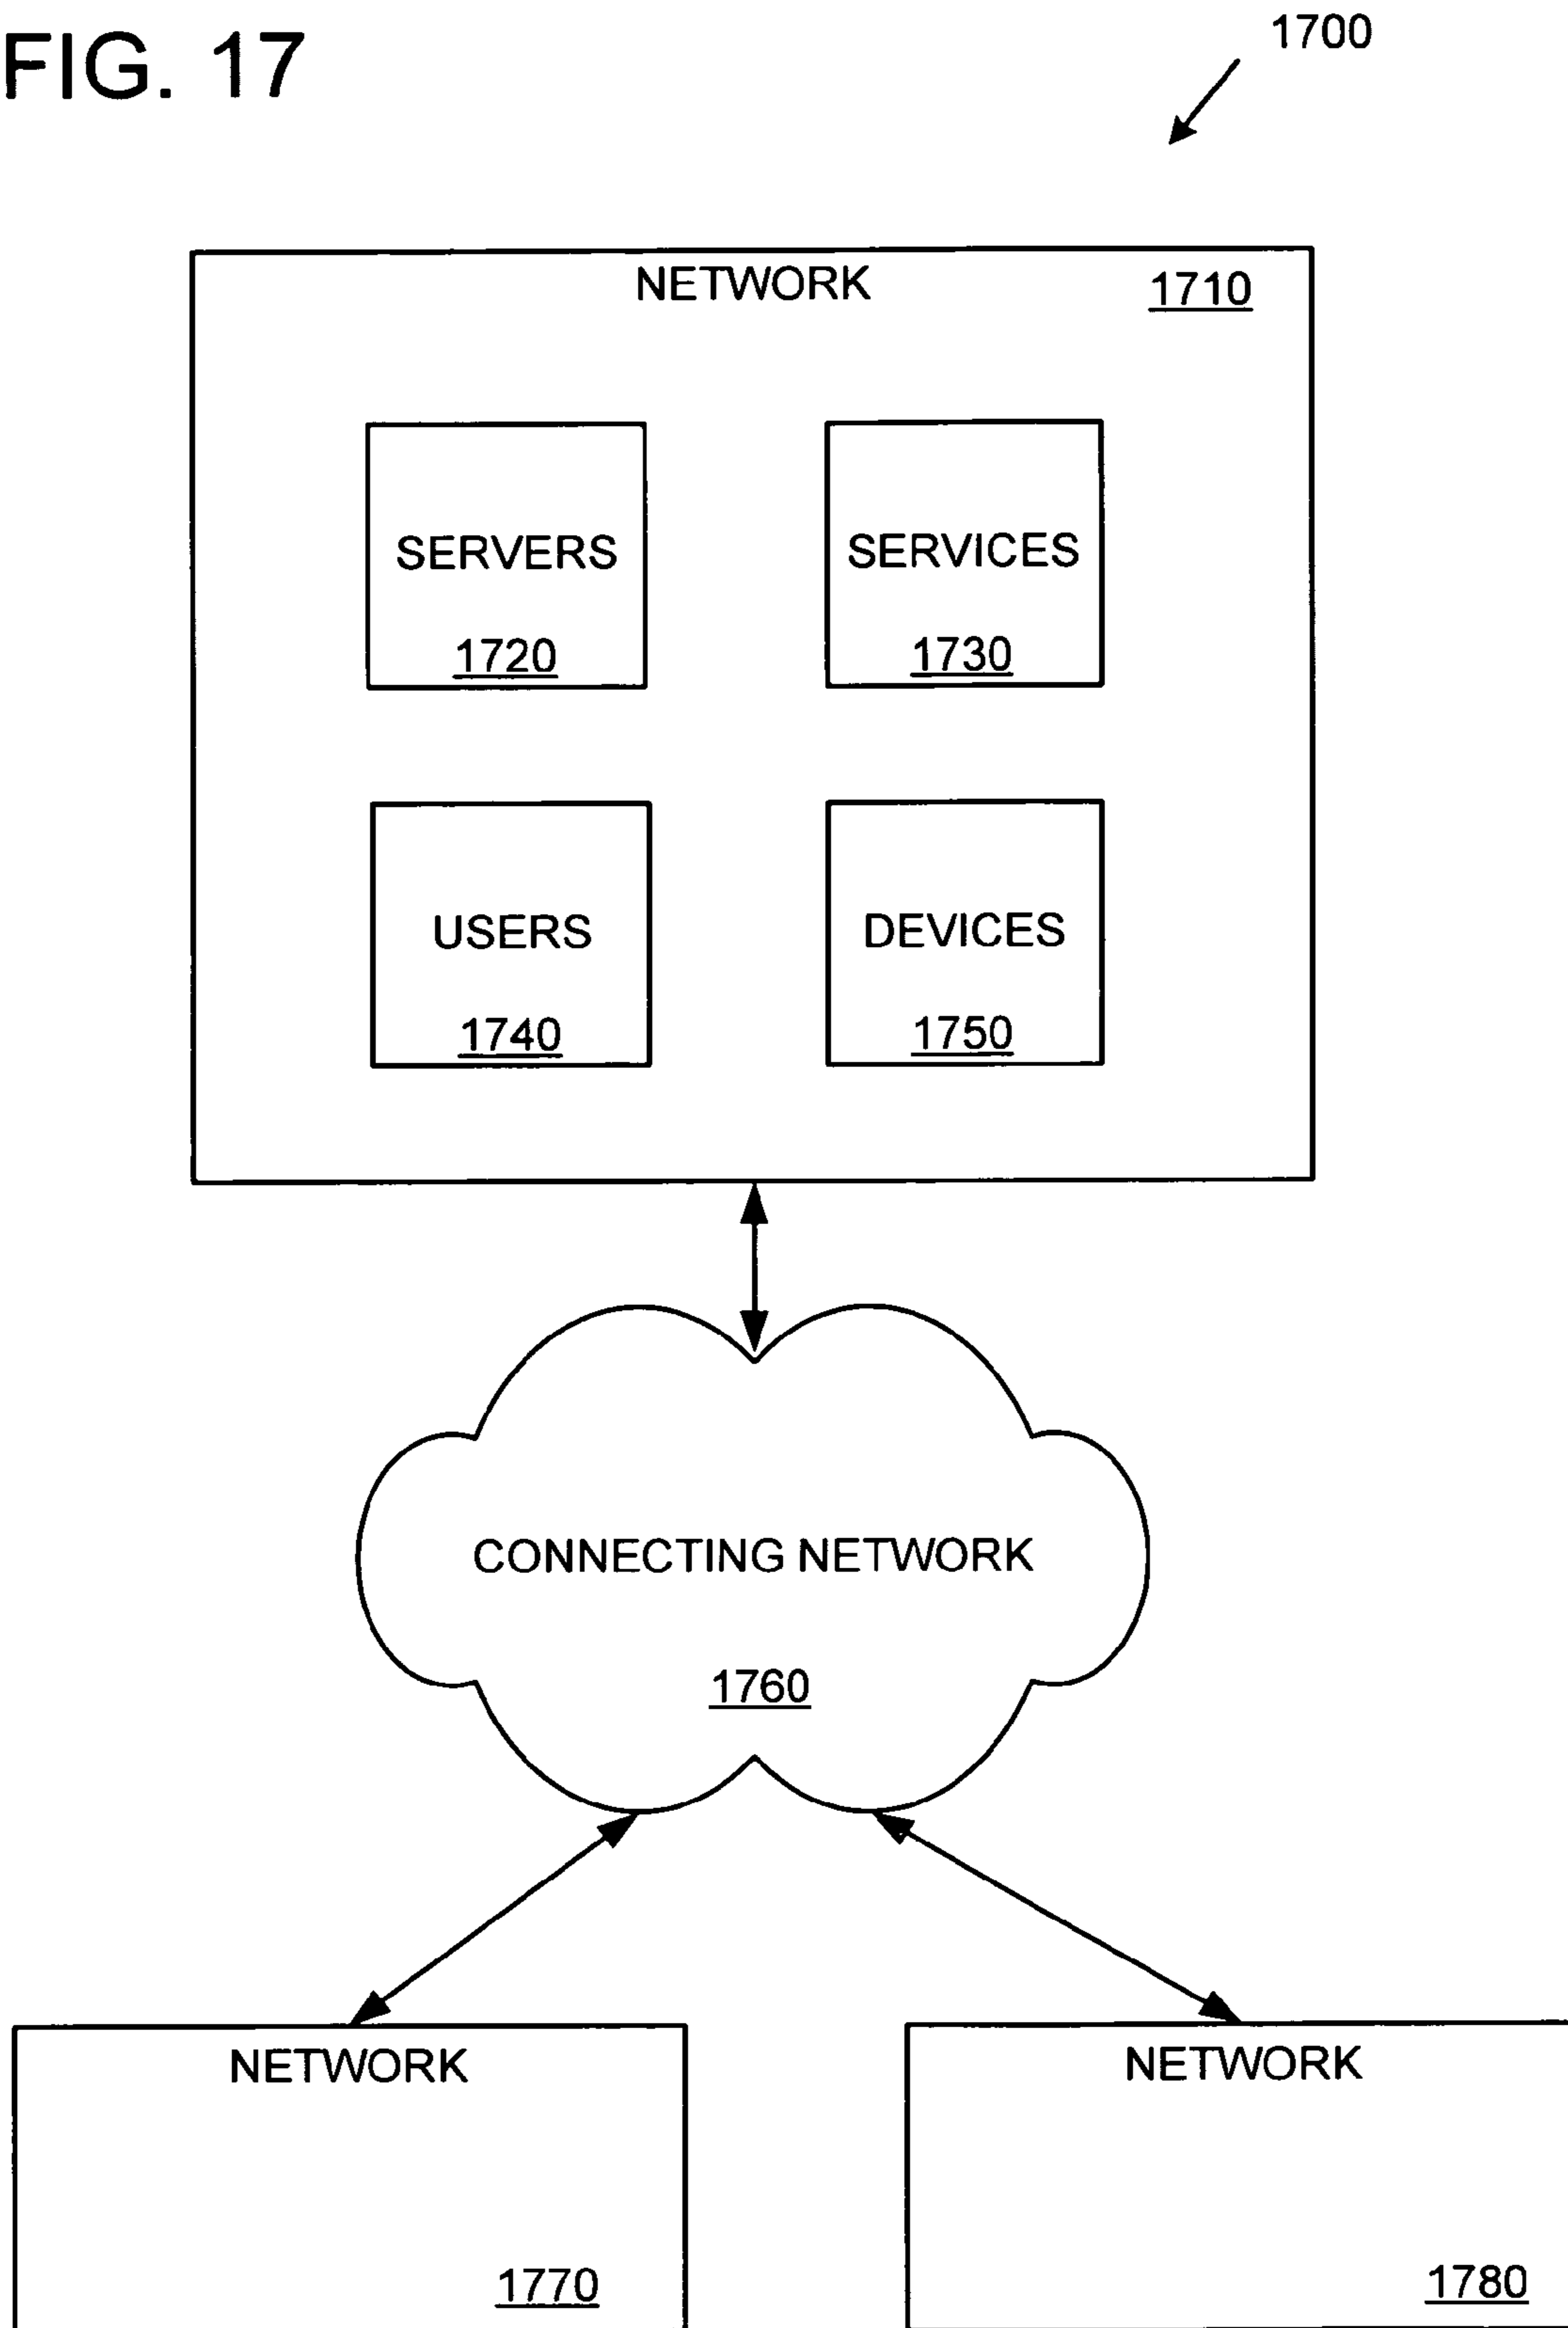 FIG. 17
1700
NETWORK
1710
SERVERS
1720
SERVICES
1730
USERS
1740
DEVICES
1750
CONNECTING NETWORK
1760
NETWORK
1770
NETWORK
1780